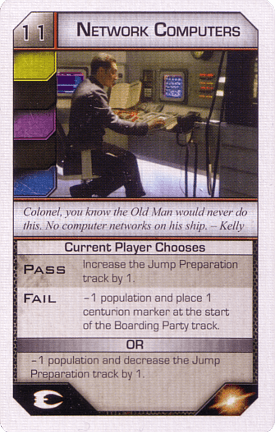 11 NETWORK COMPUTERS
Colonel, you know the Old Man would never do
this. No computer networks on his ship. – Kelly
Current Player Chooses
PASS Increase the Jump Preparation
track by 1.
FAIL -1 population and place 1
centurion marker at the start
of the Boarding Party track.
OR
-1 population and decrease the Jump
Preparation track by 1.